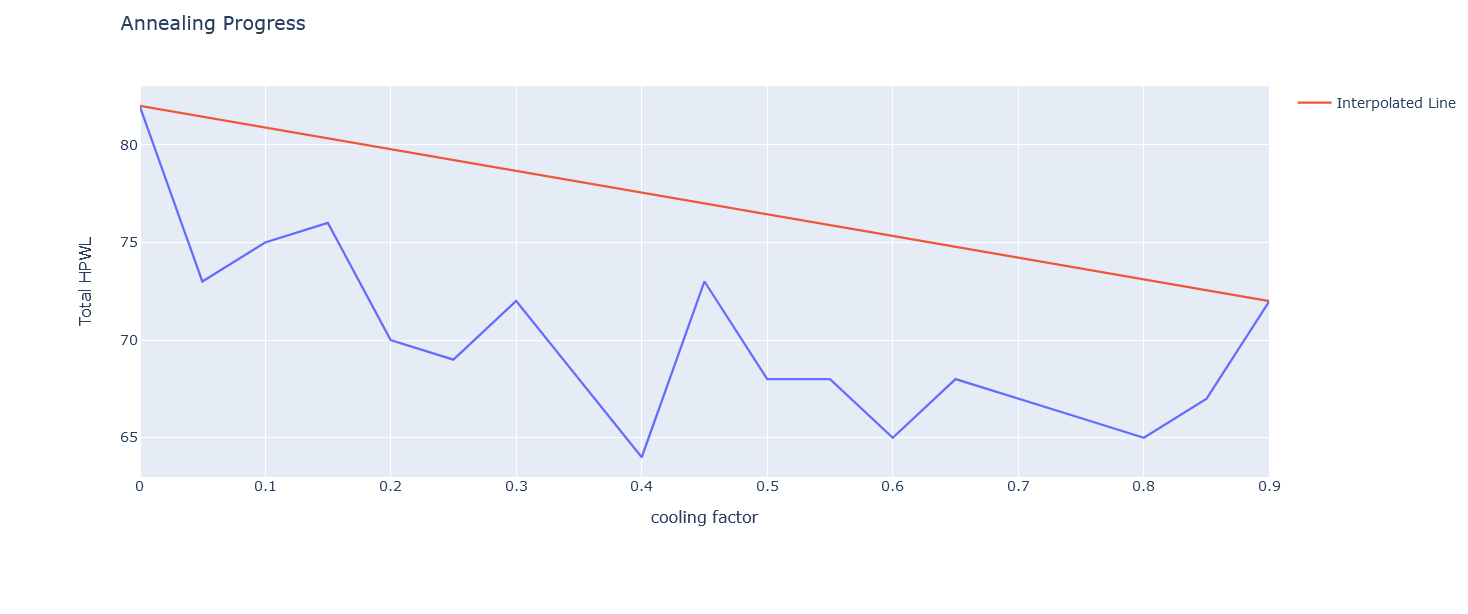 Annealing Progress
Interpolated Line
80
75
70
65
Total HPWL
0 0.1 0.2 0.3 0.4 0.5 0.6 0.7 0.8 0.9
cooling factor